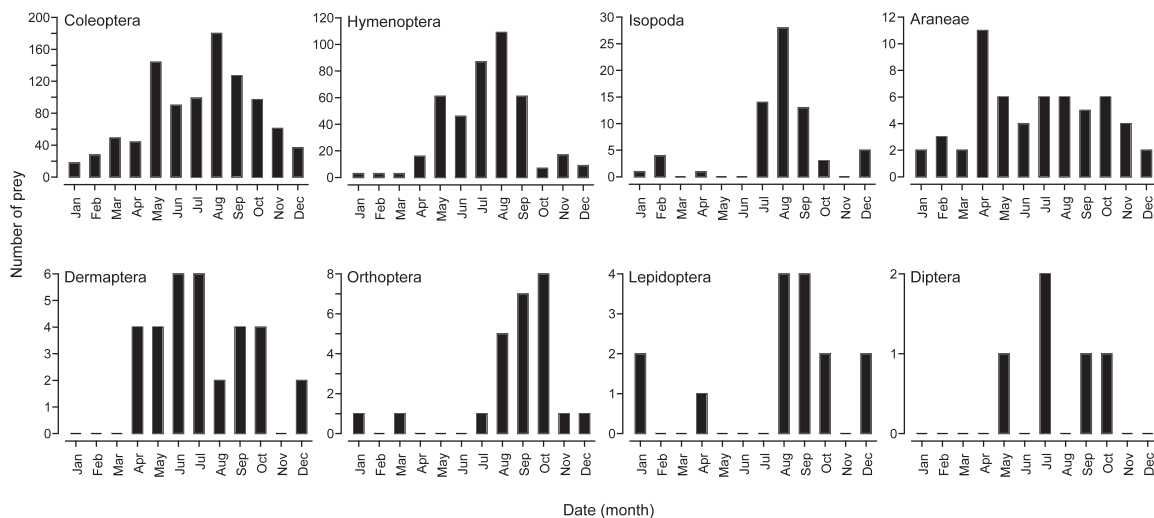 Number of prey
Coleoptera
200
160
120
80
40
0
Jan Feb Mar Apr May Jun Jul Aug Sep Oct Nov Dec
Hymenoptera
120
100
80
60
40
20
0
Jan Feb Mar Apr May Jun Jul Aug Sep Oct Nov Dec
Isopoda
30
25
20
15
10
5
0
Jan Feb Mar Apr May Jun Jul Aug Sep Oct Nov Dec
Araneae
12
10
8
6
4
2
0
Jan Feb Mar Apr May Jun Jul Aug Sep Oct Nov Dec
Dermaptera
6
5
4
3
2
1
0
Jan Feb Mar Apr May Jun Jul Aug Sep Oct Nov Dec
Orthoptera
8
6
4
2
0
Jan Feb Mar Apr May Jun Jul Aug Sep Oct Nov Dec
Lepidoptera
4
3
2
1
0
Jan Feb Mar Apr May Jun Jul Aug Sep Oct Nov Dec
Diptera
2
1
0
Jan Feb Mar Apr May Jun Jul Aug Sep Oct Nov Dec
Date (month)